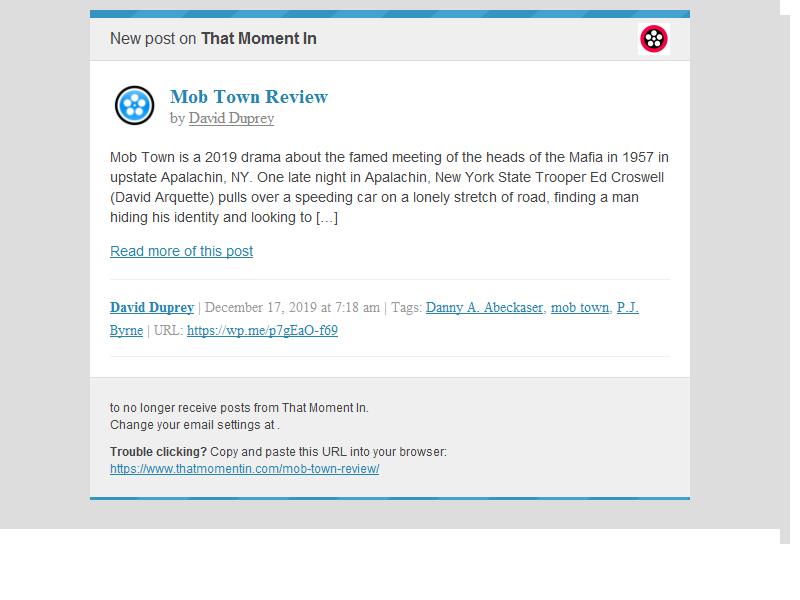 New post on That Moment In
Mob Town Review
by David Duprey
Mob Town is a 2019 drama about the famed meeting of the heads of the Mafia in 1957 in
upstate Apalachin, NY. One late night in Apalachin, New York State Trooper Ed Croswell
(David Arquette) pulls over a speeding car on a lonely stretch of road, finding a man
hiding his identity and looking to […]
Read more of this post
David Duprey | December 17, 2019 at 7:18 am | Tags: Danny A. Abeckaser, mob town, P.J.
Byrne | URL: https://wp.me/p7gEaO-f69
to no longer receive posts from That Moment In.
Change your email settings at .
Trouble clicking? Copy and paste this URL into your browser:
https://www.thatmomentin.com/mob-town-review/